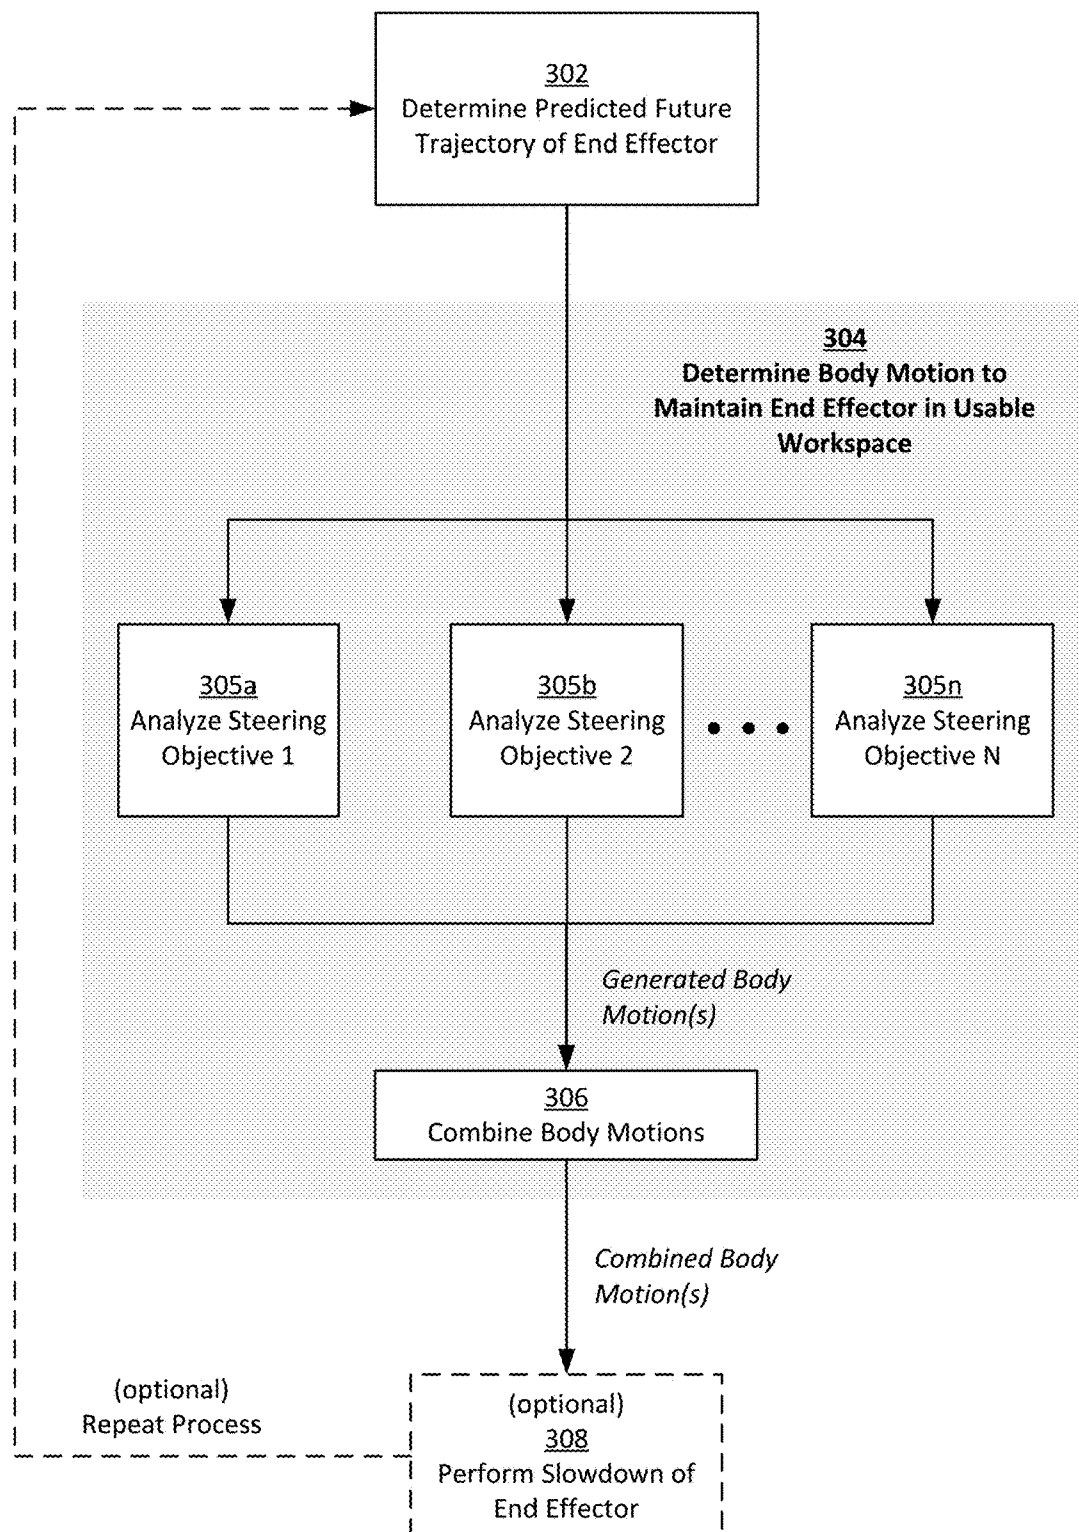 302
Determine Predicted Future
Trajectory of End Effector
304
Determine Body Motion to
Maintain End Effector in Usable
Workspace
305a
Analyze Steering
Objective 1
305b
Analyze Steering
Objective 2
305n
Analyze Steering
Objective N
Generated Body
Motion(s)
306
Combine Body Motions
Combined Body
Motion(s)
(optional)
Repeat Process
(optional)
308
Perform Slowdown of
End Effector